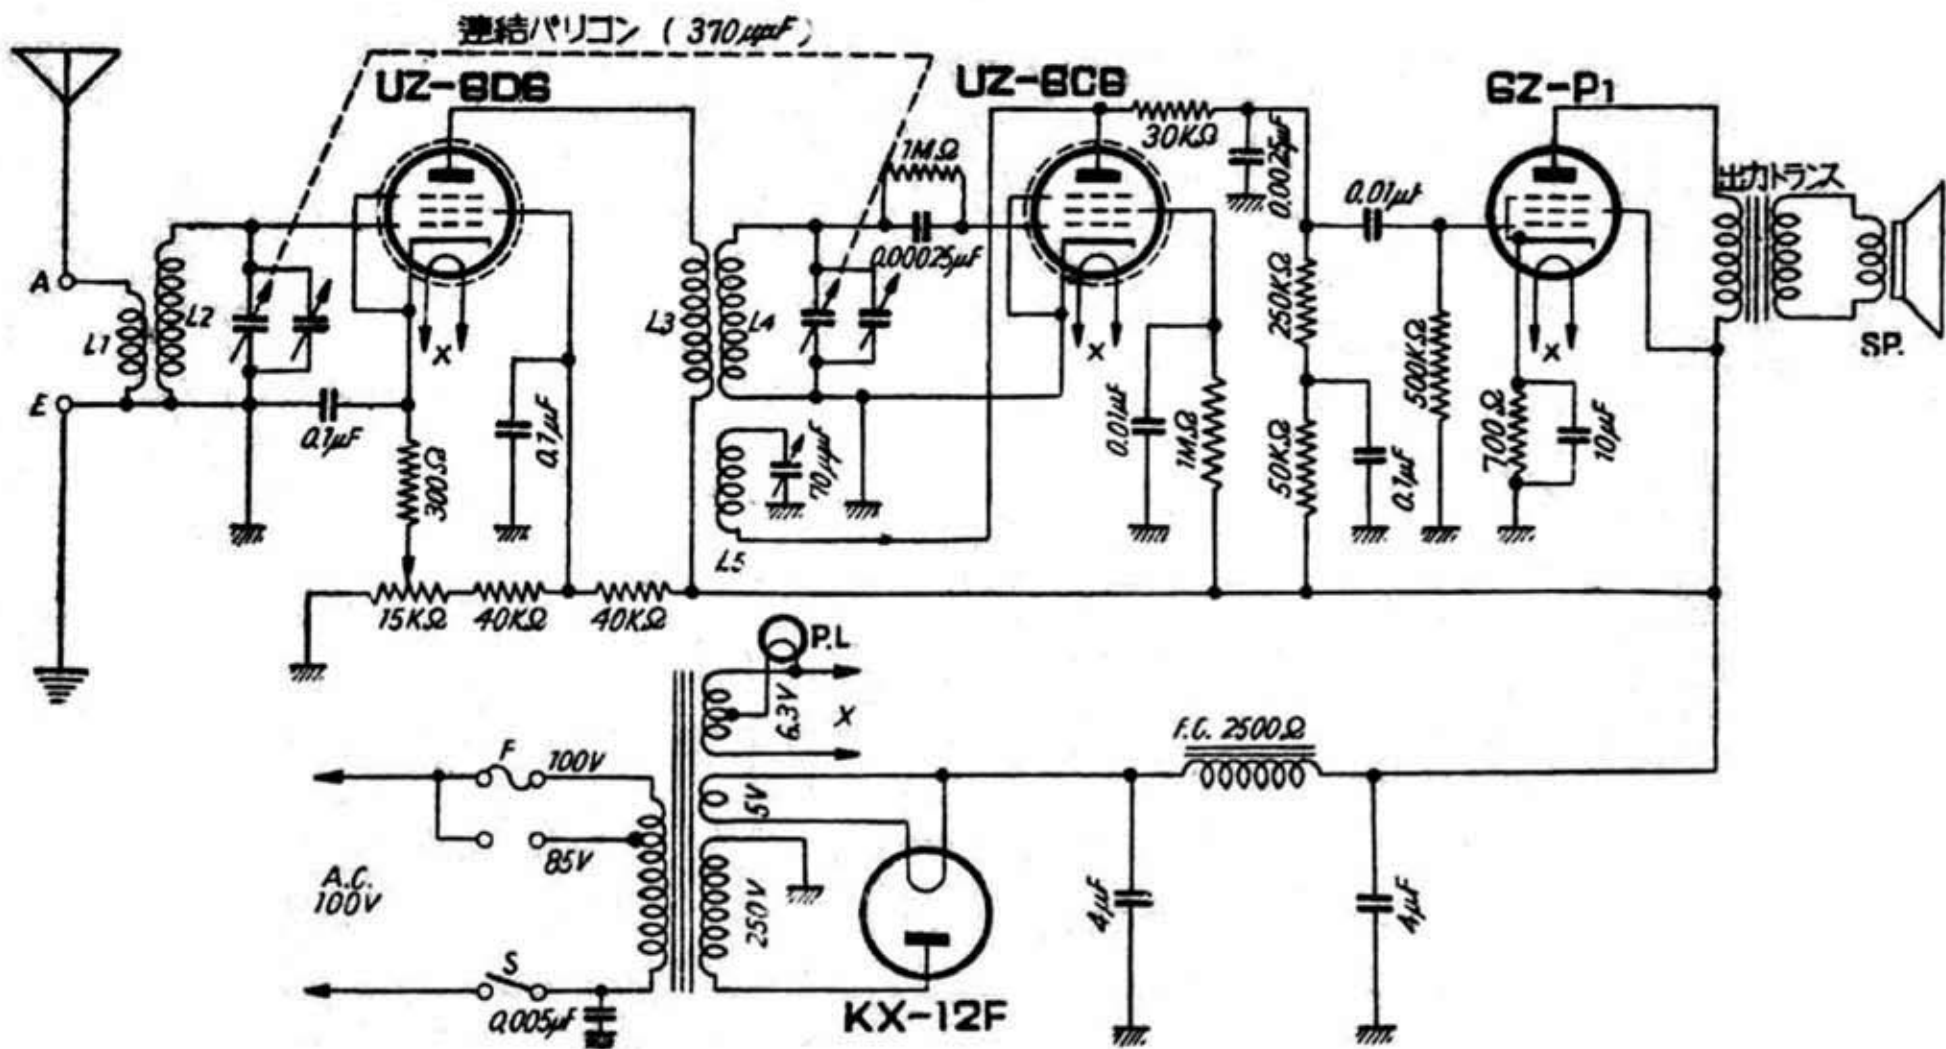 連結バリコン ( 370μμF )
UZ-6D6
UZ-6C6
6Z-P1
30KΩ
1MΩ
0.0025μF
0.01μF
出力トランス
0.00025μF
A
L1
L2
X
L3
L4
X
250KΩ
500KΩ
X
SP.
E
0.1μF
300Ω
0.1μF
70μμF
0.01μF
1MΩ
50KΩ
0.1μF
700Ω
10μF
L5
15KΩ
40KΩ
40KΩ
P.L
6.3V
X
F.C. 2500Ω
F
100V
5V
85V
A.C.
100V
250V
4μF
4μF
S
0.005μF
KX-12F